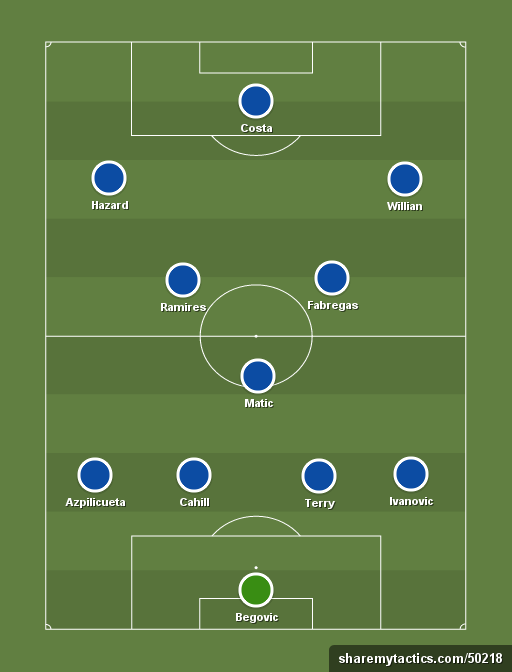 Costa
Hazard
Willian
Ramires
Fabregas
Matic
Azpilicueta
Cahill
Terry
Ivanovic
Begovic
sharemytactics.com/50218